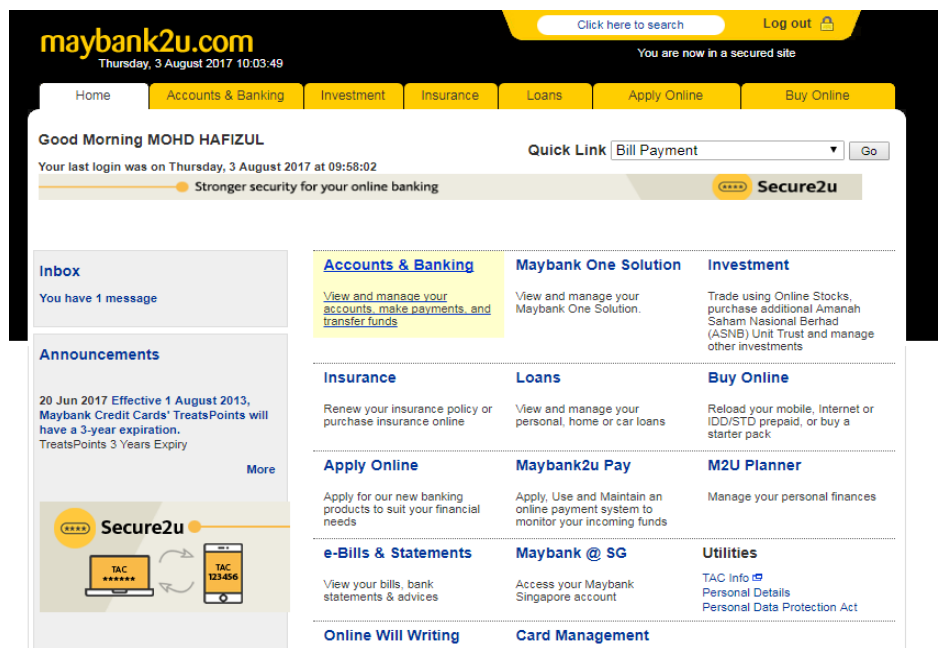 maybank2u.com
Thursday, 3 August 2017 10:03:49
Click here to search
Log out
You are now in a secured site
Home
Accounts & Banking
Investment
Insurance
Loans
Apply Online
Buy Online
Good Morning MOHD HAFIZUL
Your last login was on Thursday, 3 August 2017 at 09:58:02
Quick Link
Bill Payment
Go
Stronger security for your online banking
Secure2u
Inbox
You have 1 message
Announcements
20 Jun 2017 Effective 1 August 2013,
Maybank Credit Cards' TreatsPoints will
have a 3-year expiration.
TreatsPoints 3 Years Expiry
More
Secure2u
TAC
******
TAC
123456
Accounts & Banking
View and manage your
accounts, make payments, and
transfer funds
Maybank One Solution
View and manage your
Maybank One Solution.
Investment
Trade using Online Stocks,
purchase additional Amanah
Saham Nasional Berhad
(ASNB) Unit Trust and manage
other investments
Insurance
Renew your insurance policy or
purchase insurance online
Loans
View and manage your
personal, home or car loans
Buy Online
Reload your mobile, Internet or
IDD/STD prepaid, or buy a
starter pack
Apply Online
Apply for our new banking
products to suit your financial
needs
Maybank2u Pay
Apply, Use and Maintain an
online payment system to
monitor your incoming funds
M2U Planner
Manage your personal finances
e-Bills & Statements
View your bills, bank
statements & advices
Maybank @ SG
Access your Maybank
Singapore account
Utilities
TAC Info
Personal Details
Personal Data Protection Act
Online Will Writing
Card Management